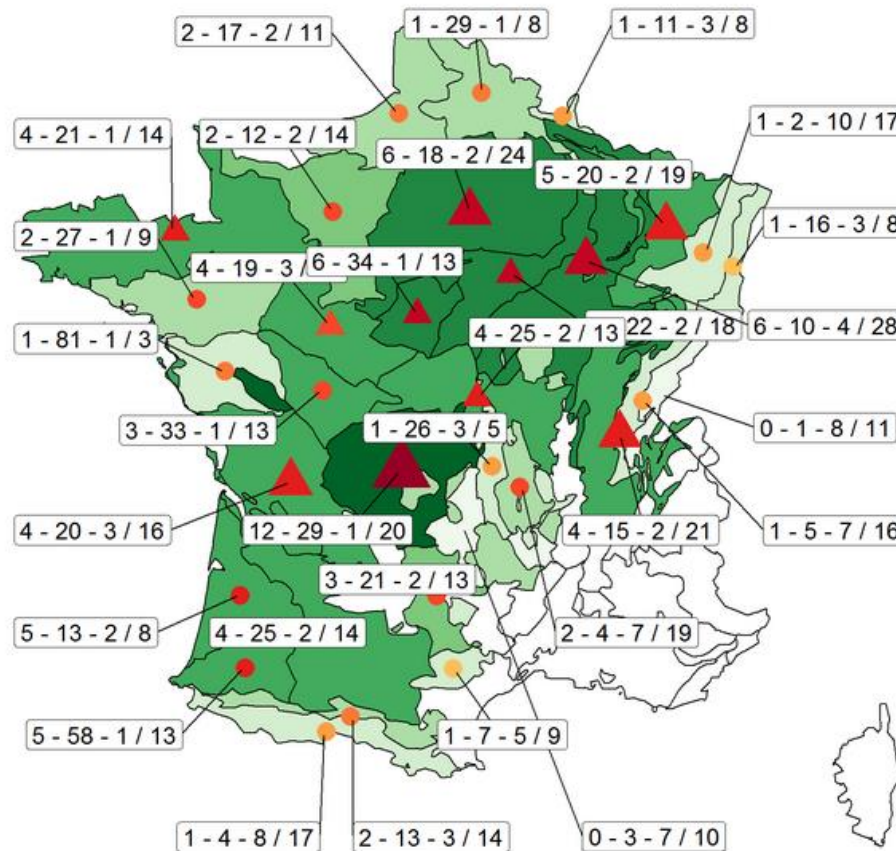 2 - 17 - 2 / 11
1 - 29 - 1 / 8
1 - 11 - 3 / 8
4 - 21 - 1 / 14
2 - 12 - 2 / 14
6 - 18 - 2 / 24
1 - 2 - 10 / 17
5 - 20 - 2 / 19
2 - 27 - 1 / 9
1 - 16 - 3 / 8
4 - 19 - 3 /
6 - 34 - 1 / 13
1 - 81 - 1 / 3
4 - 25 - 2 / 13
22 - 2 / 18
6 - 10 - 4 / 28
3 - 33 - 1 / 13
1 - 26 - 3 / 5
0 - 1 - 8 / 11
4 - 20 - 3 / 16
12 - 29 - 1 / 20
4 - 15 - 2 / 21
1 - 5 - 7 / 16
3 - 21 - 2 / 13
5 - 13 - 2 / 8
4 - 25 - 2 / 14
2 - 4 - 7 / 19
5 - 58 - 1 / 13
1 - 7 - 5 / 9
1 - 4 - 8 / 17
2 - 13 - 3 / 14
0 - 3 - 7 / 10